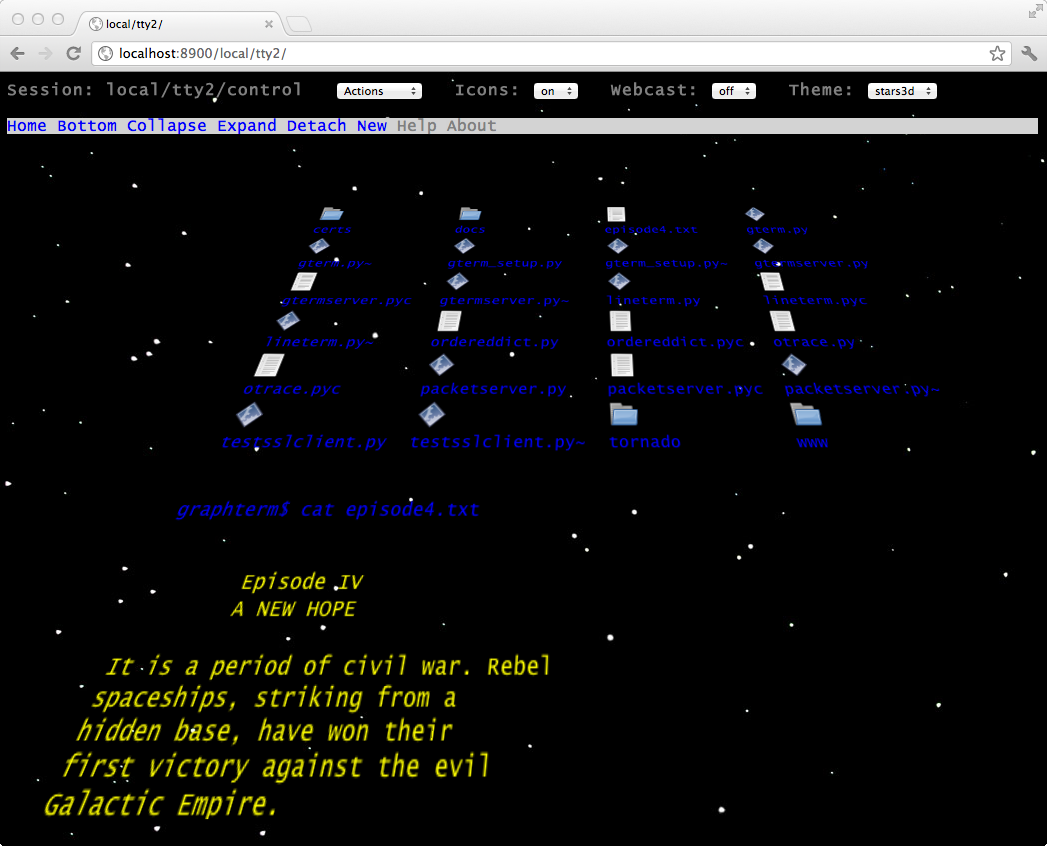 local/tty2/
localhost:8900/local/tty2/
Session: local/tty2/control Actions Icons: on Webcast: off Theme: stars3d
Home Bottom Collapse Expand Detach New Help About
certs docs episode4.txt gterm.py
gterm.py~ gterm_setup.py gterm_setup.py~ gtermserver.py
gtermserver.pyc gtermserver.py~ lineterm.py lineterm.pyc
lineterm.py~ ordereddict.py ordereddict.pyc otrace.py
otrace.pyc packetserver.py packetserver.pyc packetserver.py~
testsslclient.py testsslclient.py~ tornado www
graphterm$ cat episode4.txt
Episode IV
A NEW HOPE
It is a period of civil war. Rebel
spaceships, striking from a
hidden base, have won their
first victory against the evil
Galactic Empire.